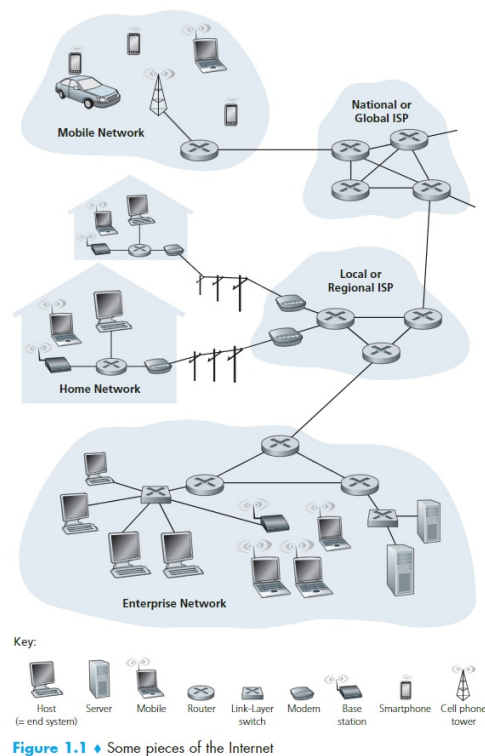 Mobile Network
National or
Global ISP
Local or
Regional ISP
Home Network
Enterprise Network
Key:
Host
(= end system)
Server
Mobile
Router
Link-Layer
switch
Modem
Base
station
Smartphone
Cell phone
tower
Figure 1.1 ♦ Some pieces of the Internet